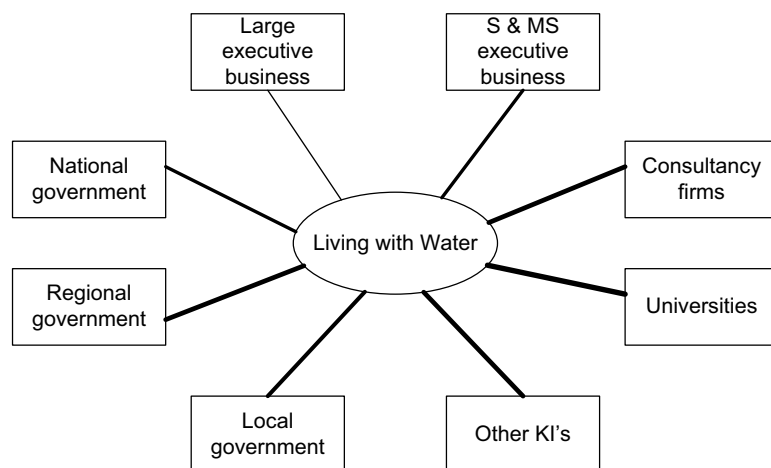 Large
executive
business
S & MS
executive
business
National
government
Consultancy
firms
Living with Water
Regional
government
Universities
Local
government
Other KI's